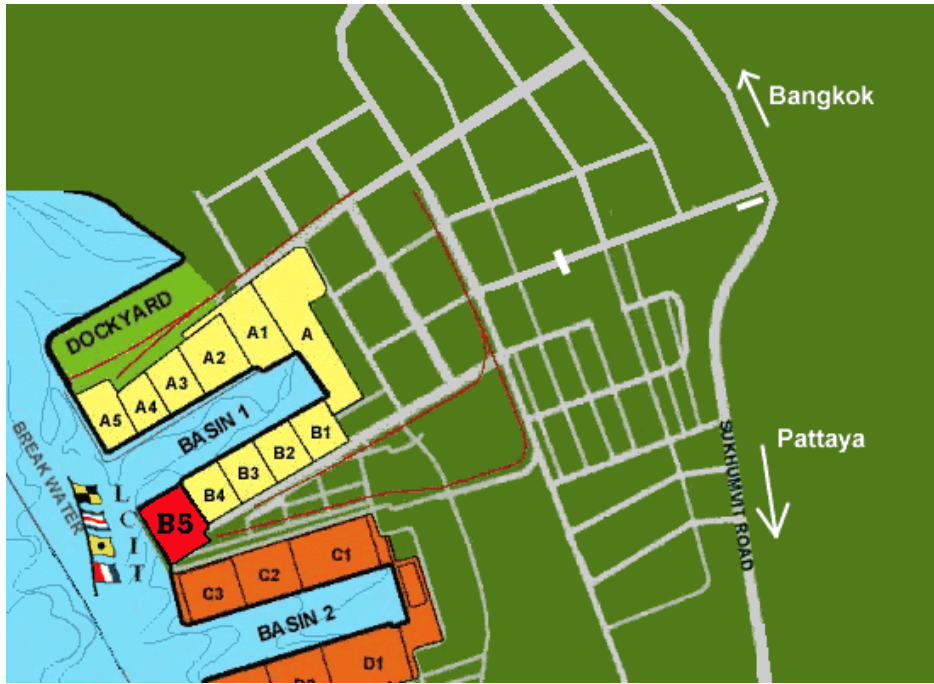 Bangkok
DOCKYARD
A1
A
A2
A3
A4
A5
BASIN 1
Pattaya
SUKHUMVIT ROAD
BREAK WATER
B1
B2
B3
B4
B5
L
C
I
T
C1
C2
C3
BASIN 2
D1